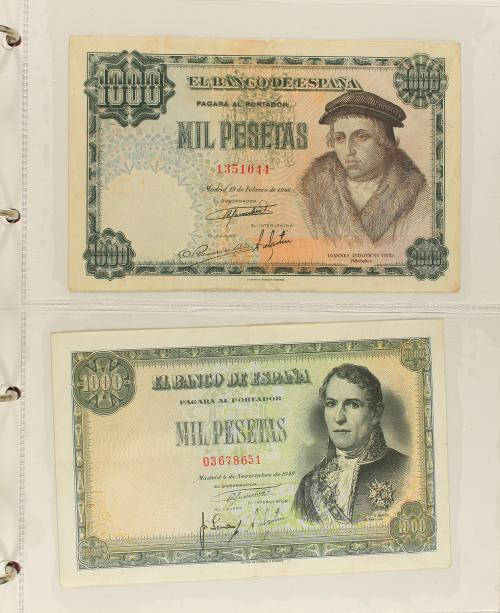 1000
1000
EL BANCO DE ESPAÑA
PAGARÁ AL PORTADOR
MIL PESETAS
1351044
Madrid 19 de Febrero de 1946
EL GOBERNADOR
EL INTERVENTOR
EL CAJERO
IOANNES LVDOVICVS VIVES
1000
1000
1000
1000
EL BANCO DE ESPAÑA
PAGARA AL PORTADOR
MIL PESETAS
03678651
Madrid 4 de Noviembre de 1949
EL GOBERNADOR
EL INTERVENTOR
EL CAJERO
1000
1000